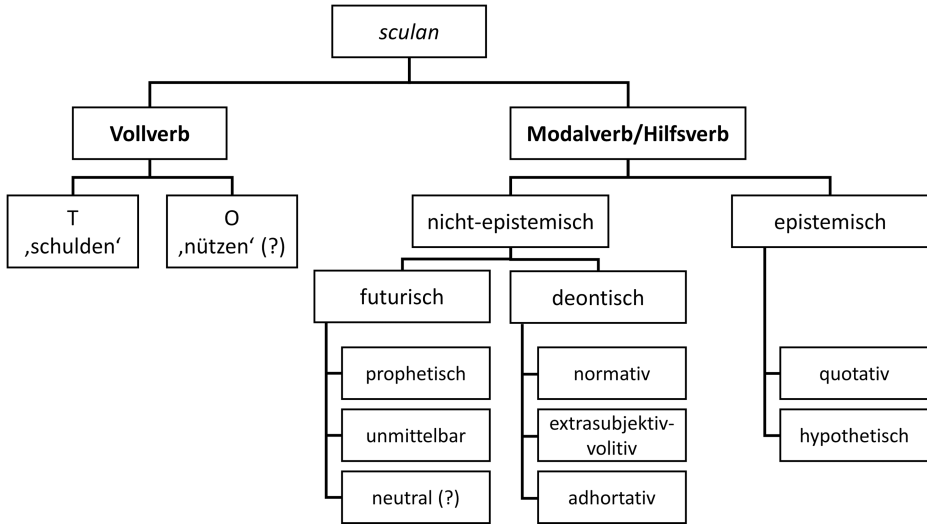 sculan
Vollverb
Modalverb/Hilfsverb
T
‚schulden‘
O
‚nützen‘ (?)
nicht-epistemisch
epistemisch
futurisch
deontisch
prophetisch
unmittelbar
neutral (?)
normativ
extrasubjektiv-
volitiv
adhortativ
quotativ
hypothetisch